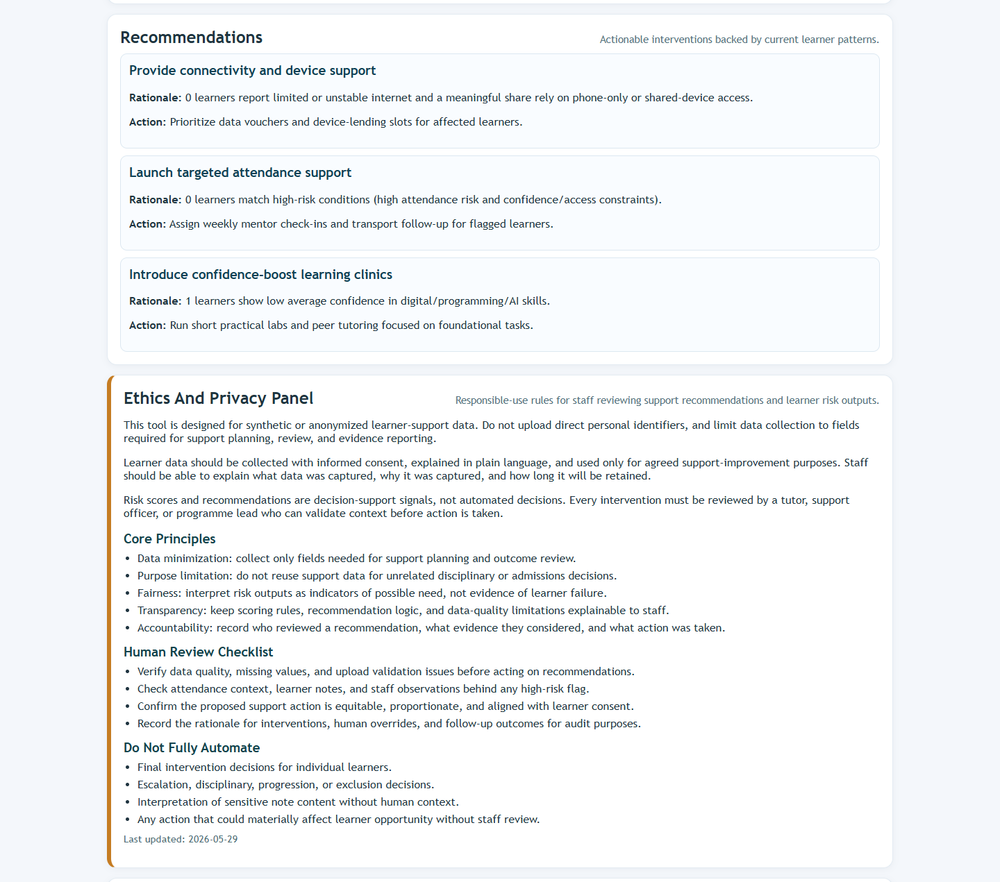 Recommendations
Actionable interventions backed by current learner patterns.
Provide connectivity and device support
Rationale: 0 learners report limited or unstable internet and a meaningful share rely on phone-only or shared-device access.
Action: Prioritize data vouchers and device-lending slots for affected learners.
Launch targeted attendance support
Rationale: 0 learners match high-risk conditions (high attendance risk and confidence/access constraints).
Action: Assign weekly mentor check-ins and transport follow-up for flagged learners.
Introduce confidence-boost learning clinics
Rationale: 1 learners show low average confidence in digital/programming/AI skills.
Action: Run short practical labs and peer tutoring focused on foundational tasks.
Ethics And Privacy Panel
Responsible-use rules for staff reviewing support recommendations and learner risk outputs.
This tool is designed for synthetic or anonymized learner-support data. Do not upload direct personal identifiers, and limit data collection to fields
required for support planning, review, and evidence reporting.
Learner data should be collected with informed consent, explained in plain language, and used only for agreed support-improvement purposes. Staff
should be able to explain what data was captured, why it was captured, and how long it will be retained.
Risk scores and recommendations are decision-support signals, not automated decisions. Every intervention must be reviewed by a tutor, support
officer, or programme lead who can validate context before action is taken.
Core Principles
• Data minimization: collect only fields needed for support planning and outcome review.
• Purpose limitation: do not reuse support data for unrelated disciplinary or admissions decisions.
• Fairness: interpret risk outputs as indicators of possible need, not evidence of learner failure.
• Transparency: keep scoring rules, recommendation logic, and data-quality limitations explainable to staff.
• Accountability: record who reviewed a recommendation, what evidence they considered, and what action was taken.
Human Review Checklist
• Verify data quality, missing values, and upload validation issues before acting on recommendations.
• Check attendance context, learner notes, and staff observations behind any high-risk flag.
• Confirm the proposed support action is equitable, proportionate, and aligned with learner consent.
• Record the rationale for interventions, human overrides, and follow-up outcomes for audit purposes.
Do Not Fully Automate
• Final intervention decisions for individual learners.
• Escalation, disciplinary, progression, or exclusion decisions.
• Interpretation of sensitive note content without human context.
• Any action that could materially affect learner opportunity without staff review.
Last updated: 2026-05-29